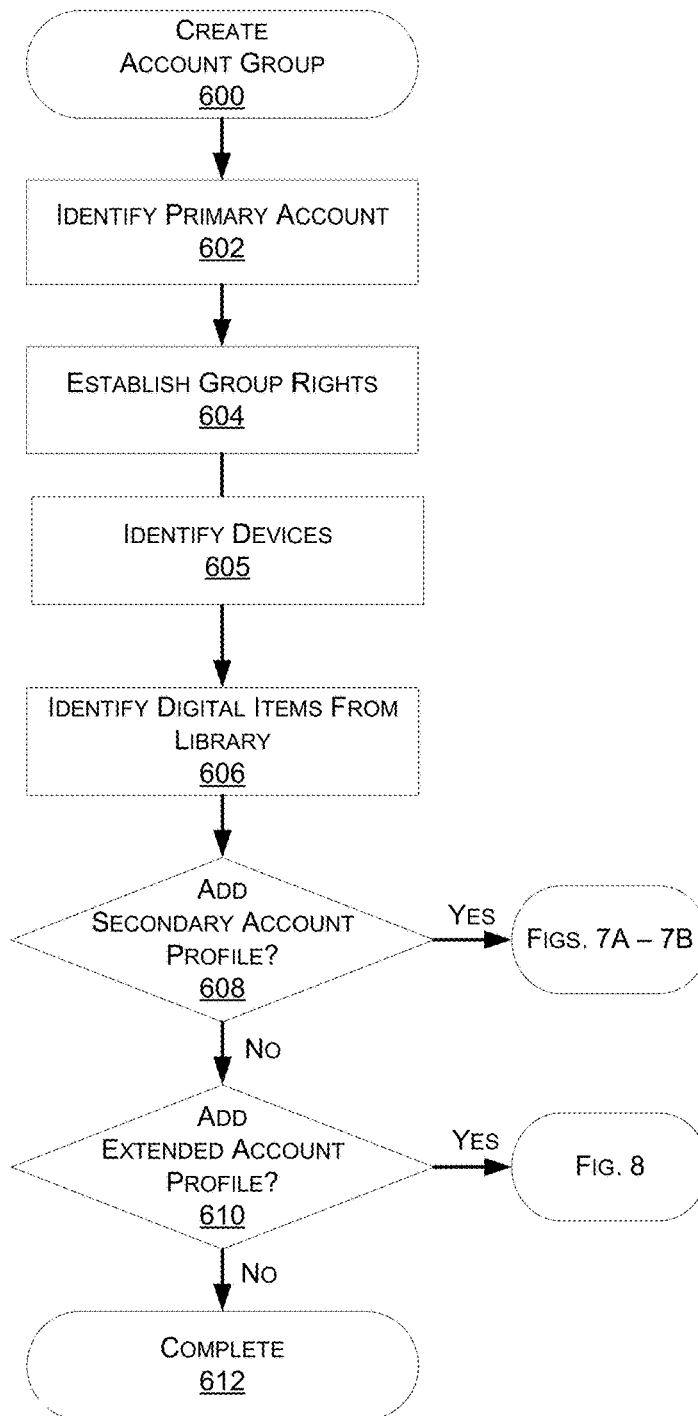 CREATE
ACCOUNT GROUP
600
IDENTIFY PRIMARY ACCOUNT
602
ESTABLISH GROUP RIGHTS
604
IDENTIFY DEVICES
605
IDENTIFY DIGITAL ITEMS FROM
LIBRARY
606
ADD
SECONDARY ACCOUNT
PROFILE?
608
YES
FIGS. 7A – 7B
NO
ADD
EXTENDED ACCOUNT
PROFILE?
610
YES
FIG. 8
NO
COMPLETE
612